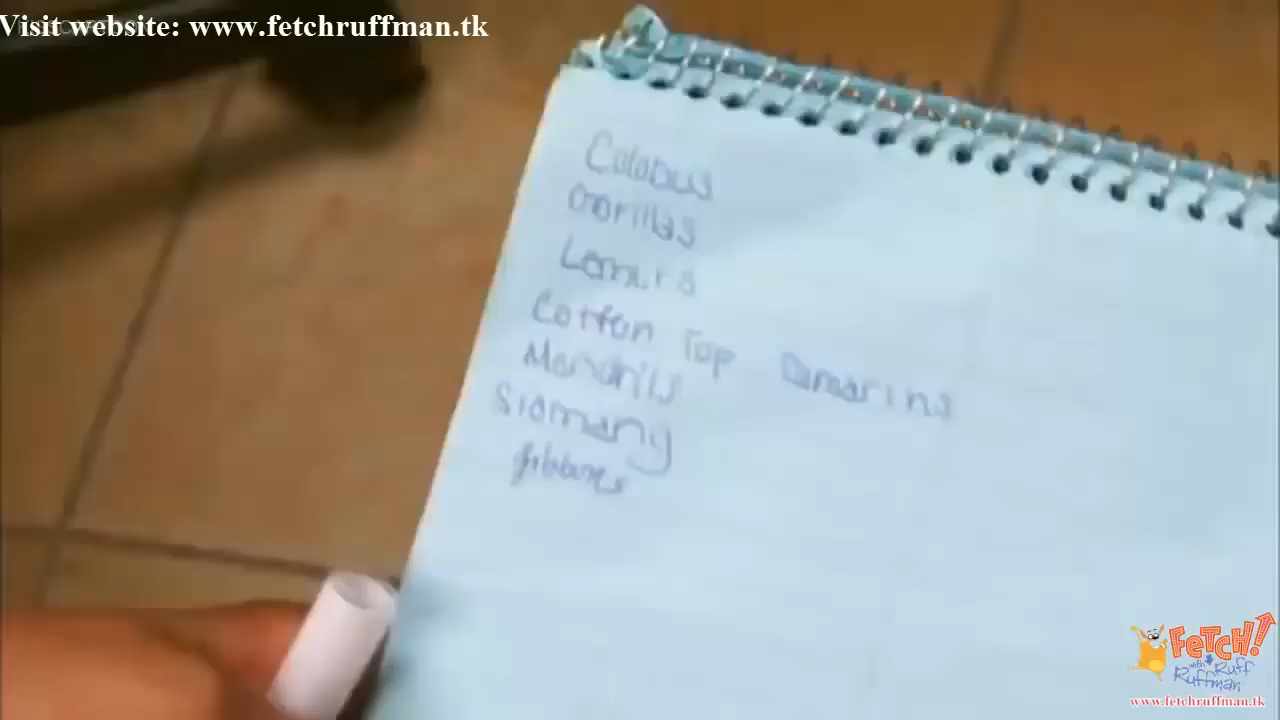 Visit website: www.fetchruffman.tk
Colobus
Gorillas
Lemurs
Cotton Top Tamarins
Mandrils
Siamang
gibbons
FETCH!
with Ruff
Ruffman
www.fetchruffman.tk